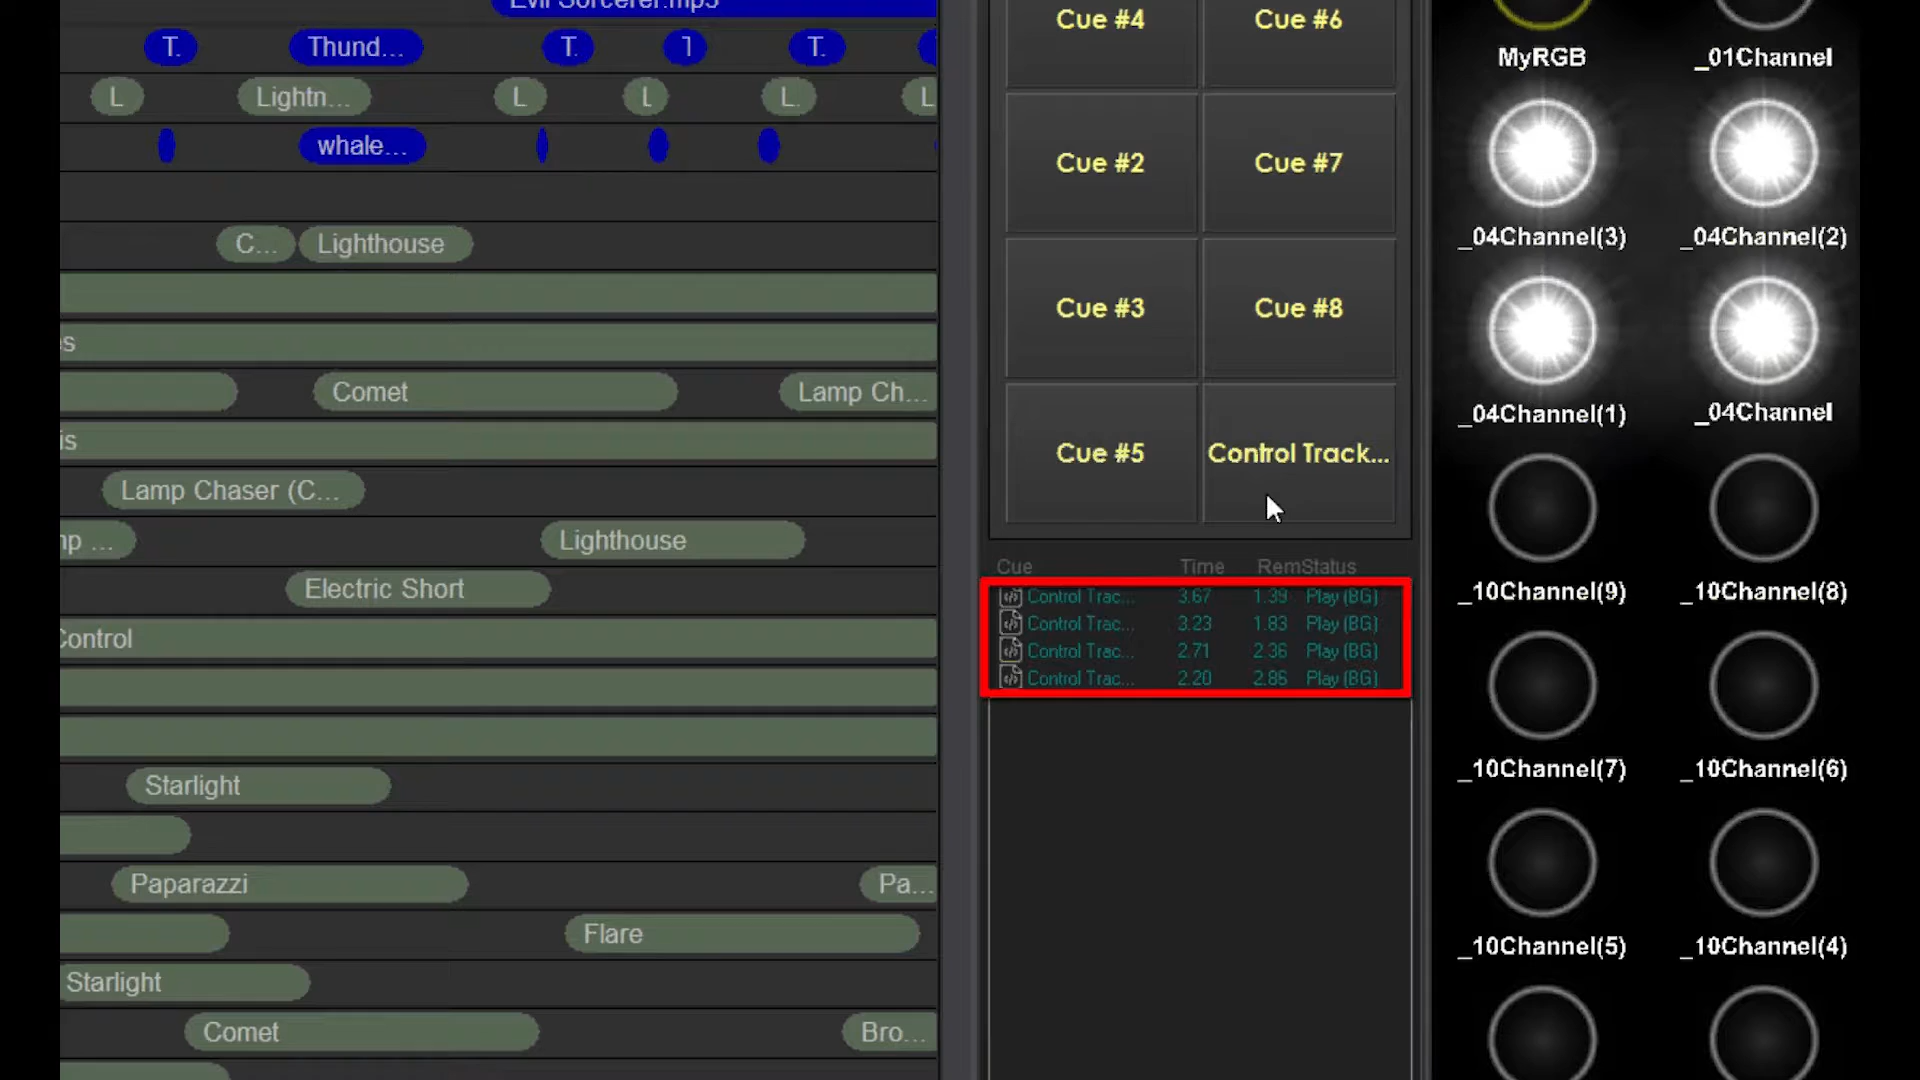 Evil Sorcerer.mp3
T.
Thund...
T.
T.
L
Lightn...
L
L
L.
L
whale...
C...
Lighthouse
es
Comet
Lamp Ch...
is
Lamp Chaser (C...
np ...
Lighthouse
Electric Short
Control
Starlight
Paparazzi
Pa...
Flare
Starlight
Comet
Bro...
Cue #4
Cue #6
Cue #2
Cue #7
Cue #3
Cue #8
Cue #5
Control Track...
Cue Time RemStatus
Control Trac... 3.67 1.39 Play (BG)
Control Trac... 3.23 1.83 Play (BG)
Control Trac... 2.71 2.36 Play (BG)
Control Trac... 2.20 2.86 Play (BG)
MyRGB
_01Channel
_04Channel(3)
_04Channel(2)
_04Channel(1)
_04Channel
_10Channel(9)
_10Channel(8)
_10Channel(7)
_10Channel(6)
_10Channel(5)
_10Channel(4)